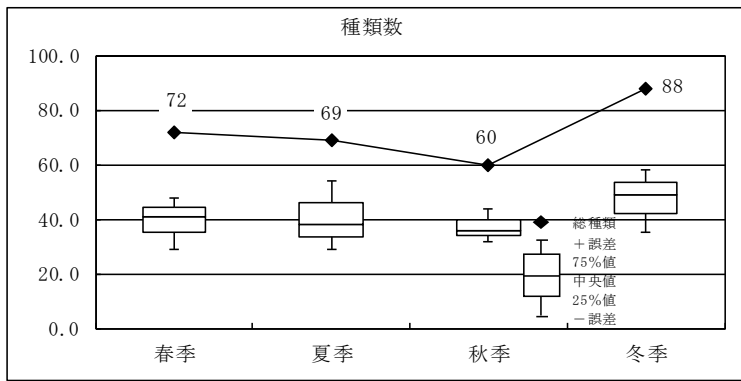 種類数
100.0
80.0
60.0
40.0
20.0
0.0
72
69
60
88
総種類
＋誤差
75%値
中央値
25%値
－誤差
春季
夏季
秋季
冬季